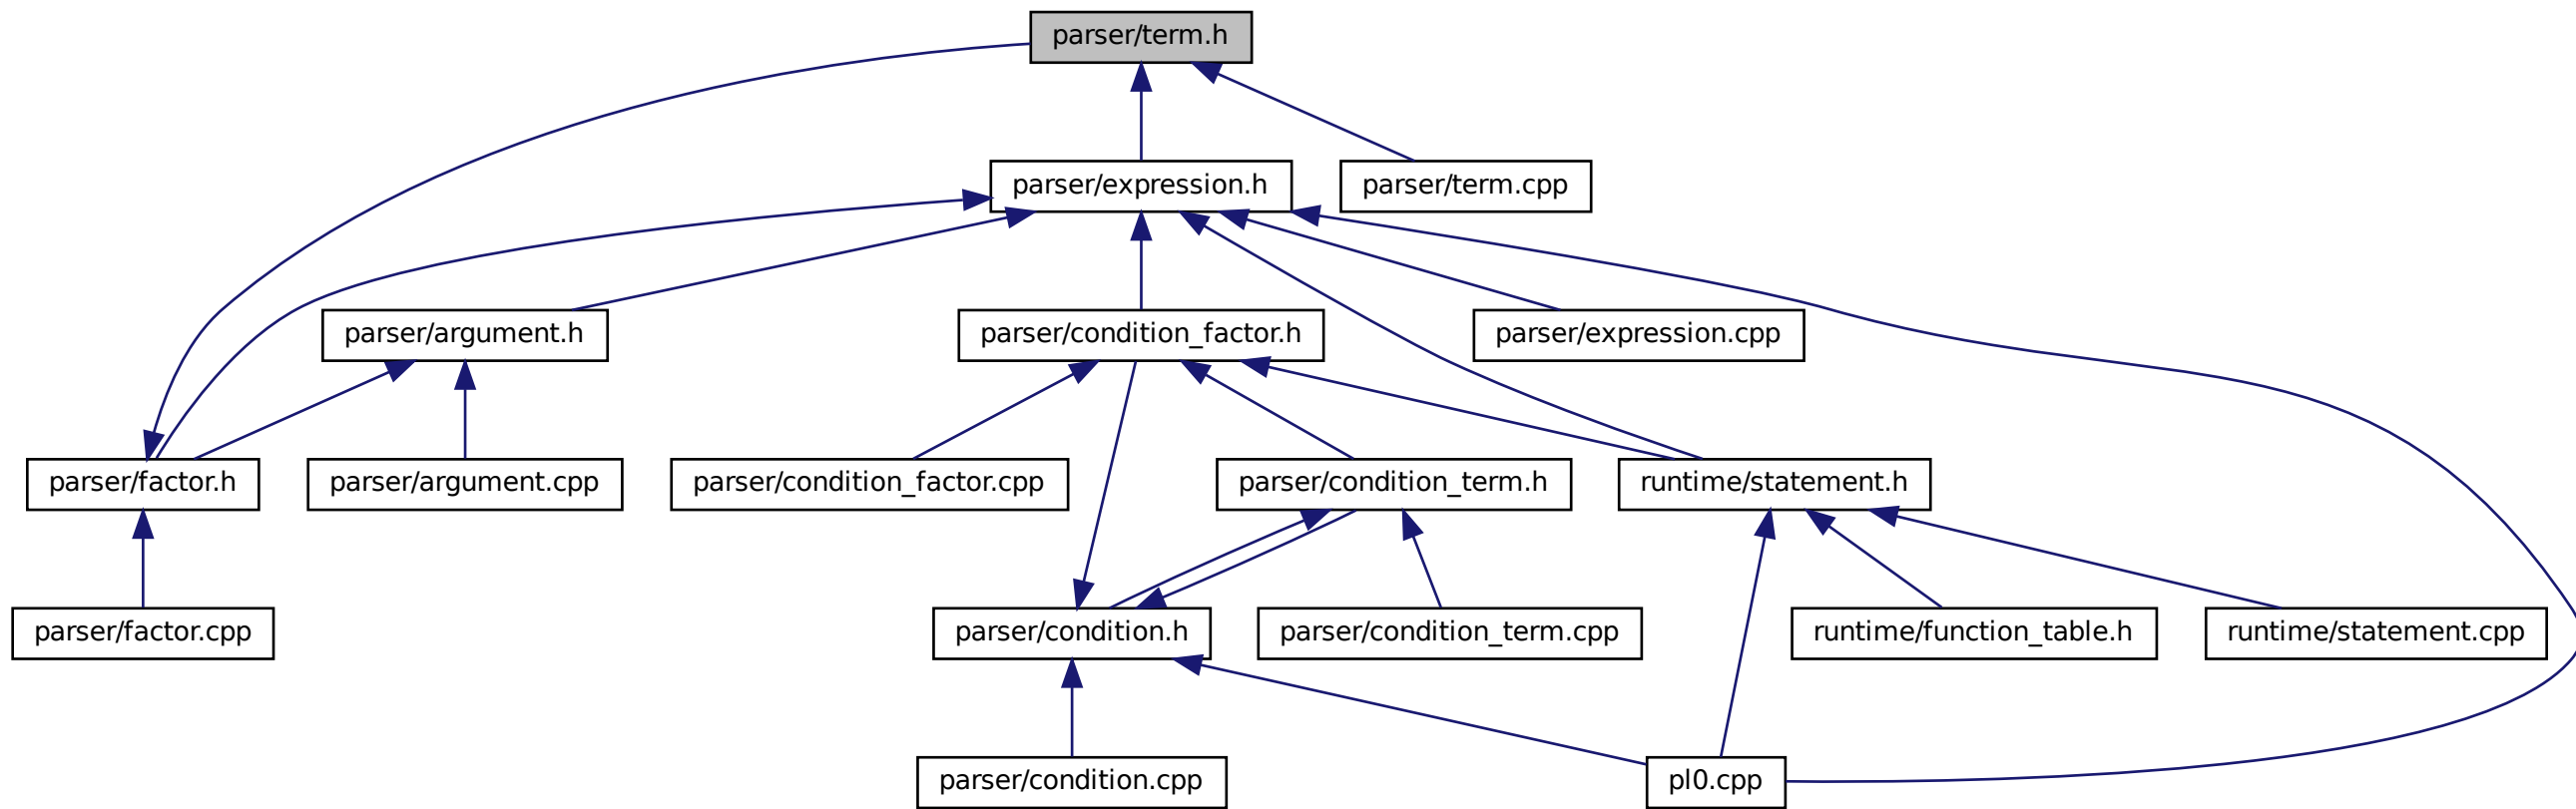 parser/term.h
parser/expression.h
parser/term.cpp
parser/argument.h
parser/condition_factor.h
parser/expression.cpp
parser/factor.h
parser/argument.cpp
parser/condition_factor.cpp
parser/condition_term.h
runtime/statement.h
parser/factor.cpp
parser/condition.h
parser/condition_term.cpp
runtime/function_table.h
runtime/statement.cpp
parser/condition.cpp
pl0.cpp